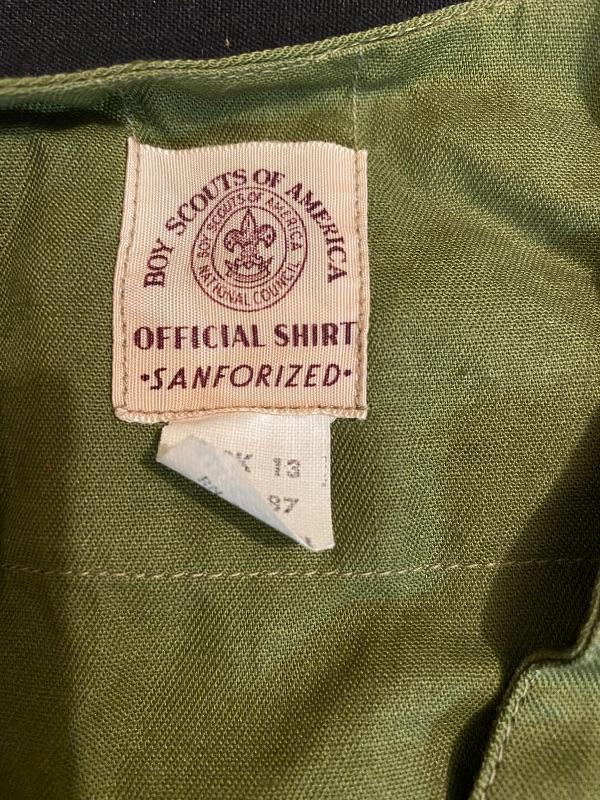 BOY SCOUTS OF AMERICA
BOY SCOUTS OF AMERICA
NATIONAL COUNCIL
OFFICIAL SHIRT
•SANFORIZED•
K 13
37